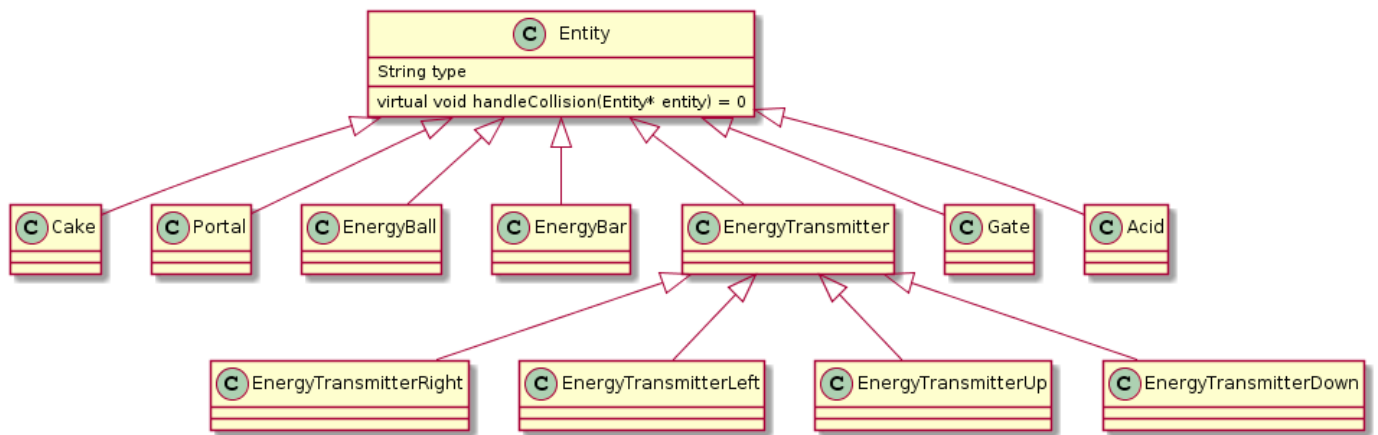 C Entity
String type
virtual void handleCollision(Entity* entity) = 0
C Cake
C Portal
C EnergyBall
C EnergyBar
C EnergyTransmitter
C Gate
C Acid
C EnergyTransmitterRight
C EnergyTransmitterLeft
C EnergyTransmitterUp
C EnergyTransmitterDown